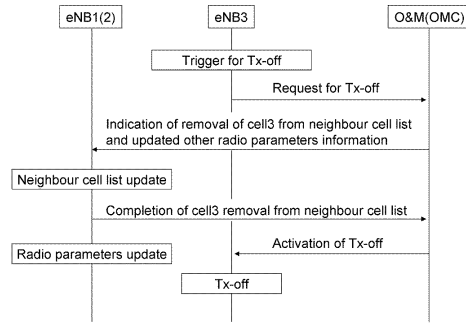 eNB1(2)
eNB3
O&M(OMC)
Trigger for Tx-off
Request for Tx-off
Indication of removal of cell3 from neighbour cell list
and updated other radio parameters information
Neighbour cell list update
Completion of cell3 removal from neighbour cell list
Activation of Tx-off
Radio parameters update
Tx-off